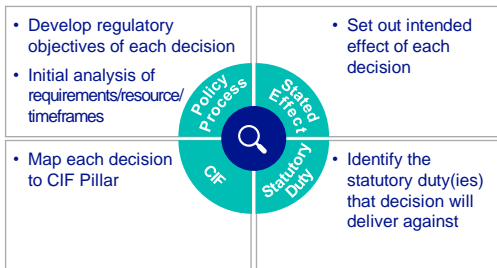 • Develop regulatory
objectives of each decision
• Initial analysis of
requirements/resource/
timeframes
• Set out intended
effect of each
decision
Policy
Process
Stated
Effect
CIF
Statutory
Duty
• Map each decision
to CIF Pillar
• Identify the
statutory duty(ies)
that decision will
deliver against